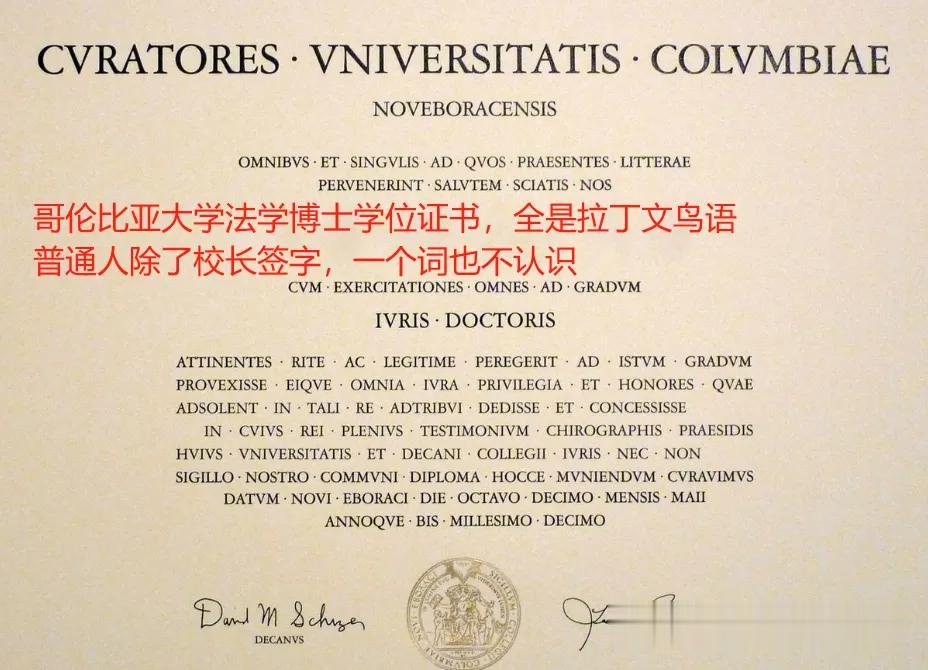 CVRATORES · VNIVERSITATIS · COLVMBIAE
NOVEBORACENSIS
OMNIBVS · ET · SINGVLIS · AD · QVOS · PRAESENTES · LITTERAE
PERVENERINT · SALVTEM · SCIATIS · NOS
哥伦比亚大学法学博士学位证书，全是拉丁文鸟语
普通人除了校长签字，一个词也不认识
CVM · EXERCITATIONES · OMNES · AD · GRADVM
IVRIS · DOCTORIS
ATTINENTES · RITE · AC · LEGITIME · PEREGERIT · AD · ISTVM · GRADVM
PROVEXISSE · EIQVE · OMNIA · IVRA · PRIVILEGIA · ET · HONORES · QVAE
ADSOLENT · IN · TALI · RE · ADTRIBVI · DEDISSE · ET · CONCESSISSE
IN · CVIVS · REI · PLENIVS · TESTIMONIVM · CHIROGRAPHIS · PRAESIDIS
HVIVS · VNIVERSITATIS · ET · DECANI · COLLEGII · IVRIS · NEC · NON
SIGILLO · NOSTRO · COMMVNI · DIPLOMA · HOCCE · MVNIENDVM · CVRAVIMVS
DATVM · NOVI · EBORACI · DIE · OCTAVO · DECIMO · MENSIS · MAII
ANNOQVE · BIS · MILLESIMO · DECIMO
David M Schizer
DECANVS